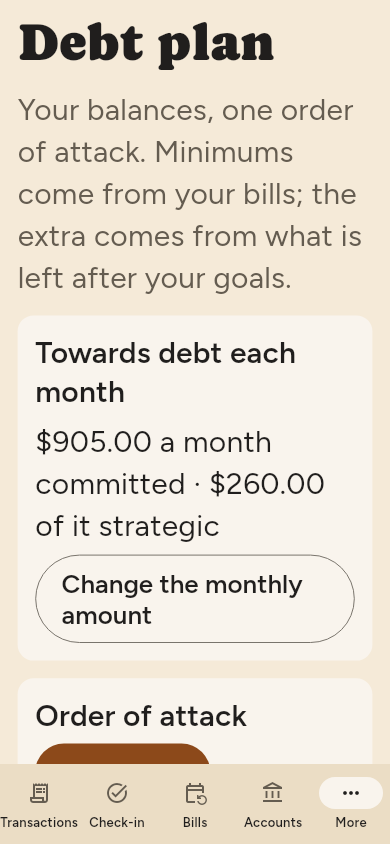 Debt plan
Your balances, one order
of attack. Minimums
come from your bills; the
extra comes from what is
left after your goals.
Towards debt each
month
$905.00 a month
committed · $260.00
of it strategic
Change the monthly
amount
Order of attack
Transactions
Check-in
Bills
Accounts
More